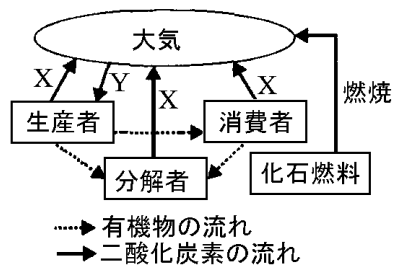 大気
X
Y
X
X
燃焼
生産者
消費者
分解者
化石燃料
有機物の流れ
二酸化炭素の流れ